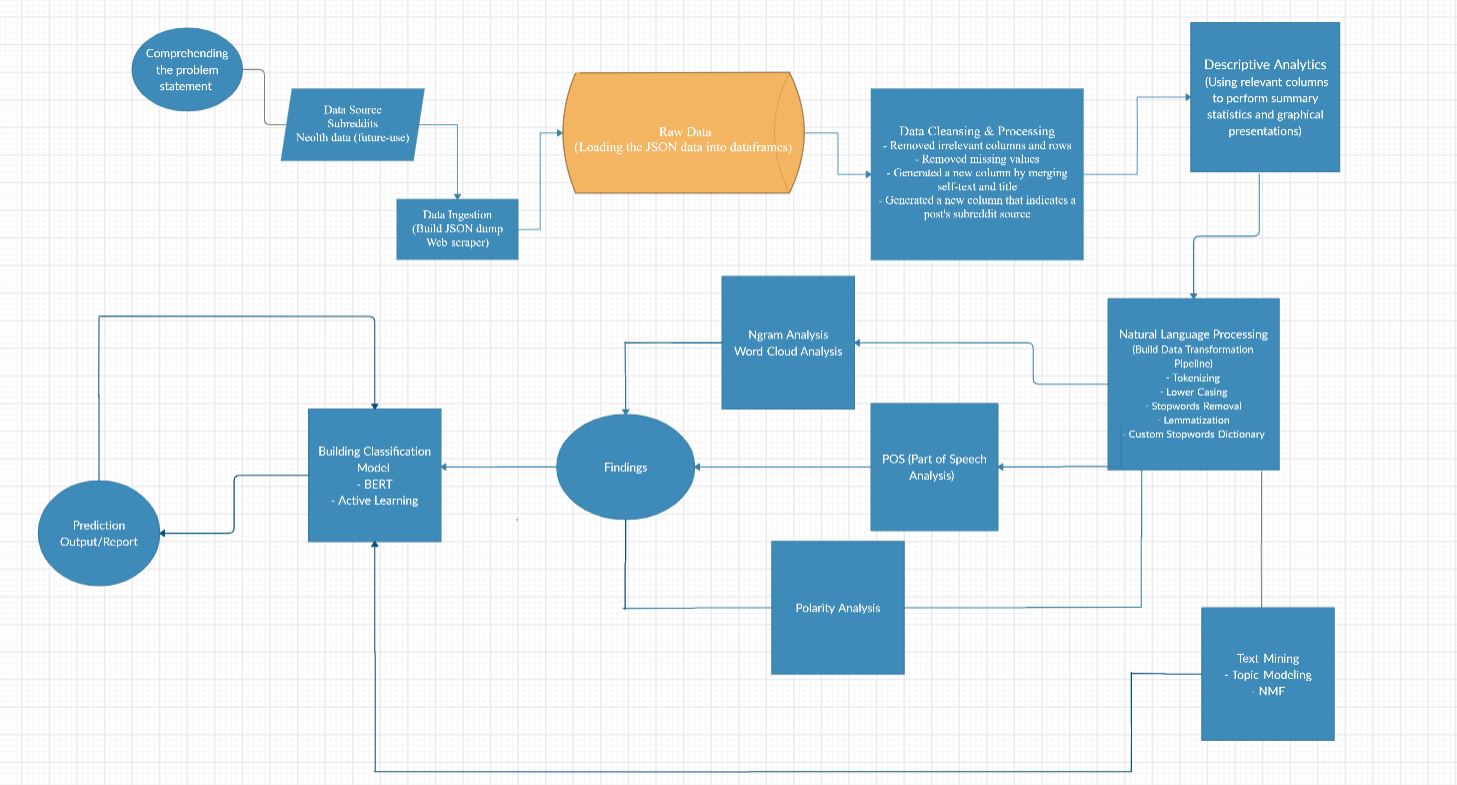 Comprehending
the problem
statement
Data Source
Subreddits
Neolth data (future-use)
Data Ingestion
(Build JSON dump
Web scraper)
Raw Data
(Loading the JSON data into dataframes)
Data Cleansing & Processing
- Removed irrelevant columns and rows
- Removed missing values
- Generated a new column by merging
self-text and title
- Generated a new column that indicates a
post's subreddit source
Descriptive Analytics
(Using relevant columns
to perform summary
statistics and graphical
presentations)
Natural Language Processing
(Build Data Transformation
Pipeline)
- Tokenizing
- Lower Casing
- Stopwords Removal
- Lemmatization
- Custom Stopwords Dictionary
Ngram Analysis
Word Cloud Analysis
POS (Part of Speech
Analysis)
Polarity Analysis
Text Mining
- Topic Modeling
- NMF
Findings
Building Classification
Model
- BERT
- Active Learning
Prediction
Output/Report